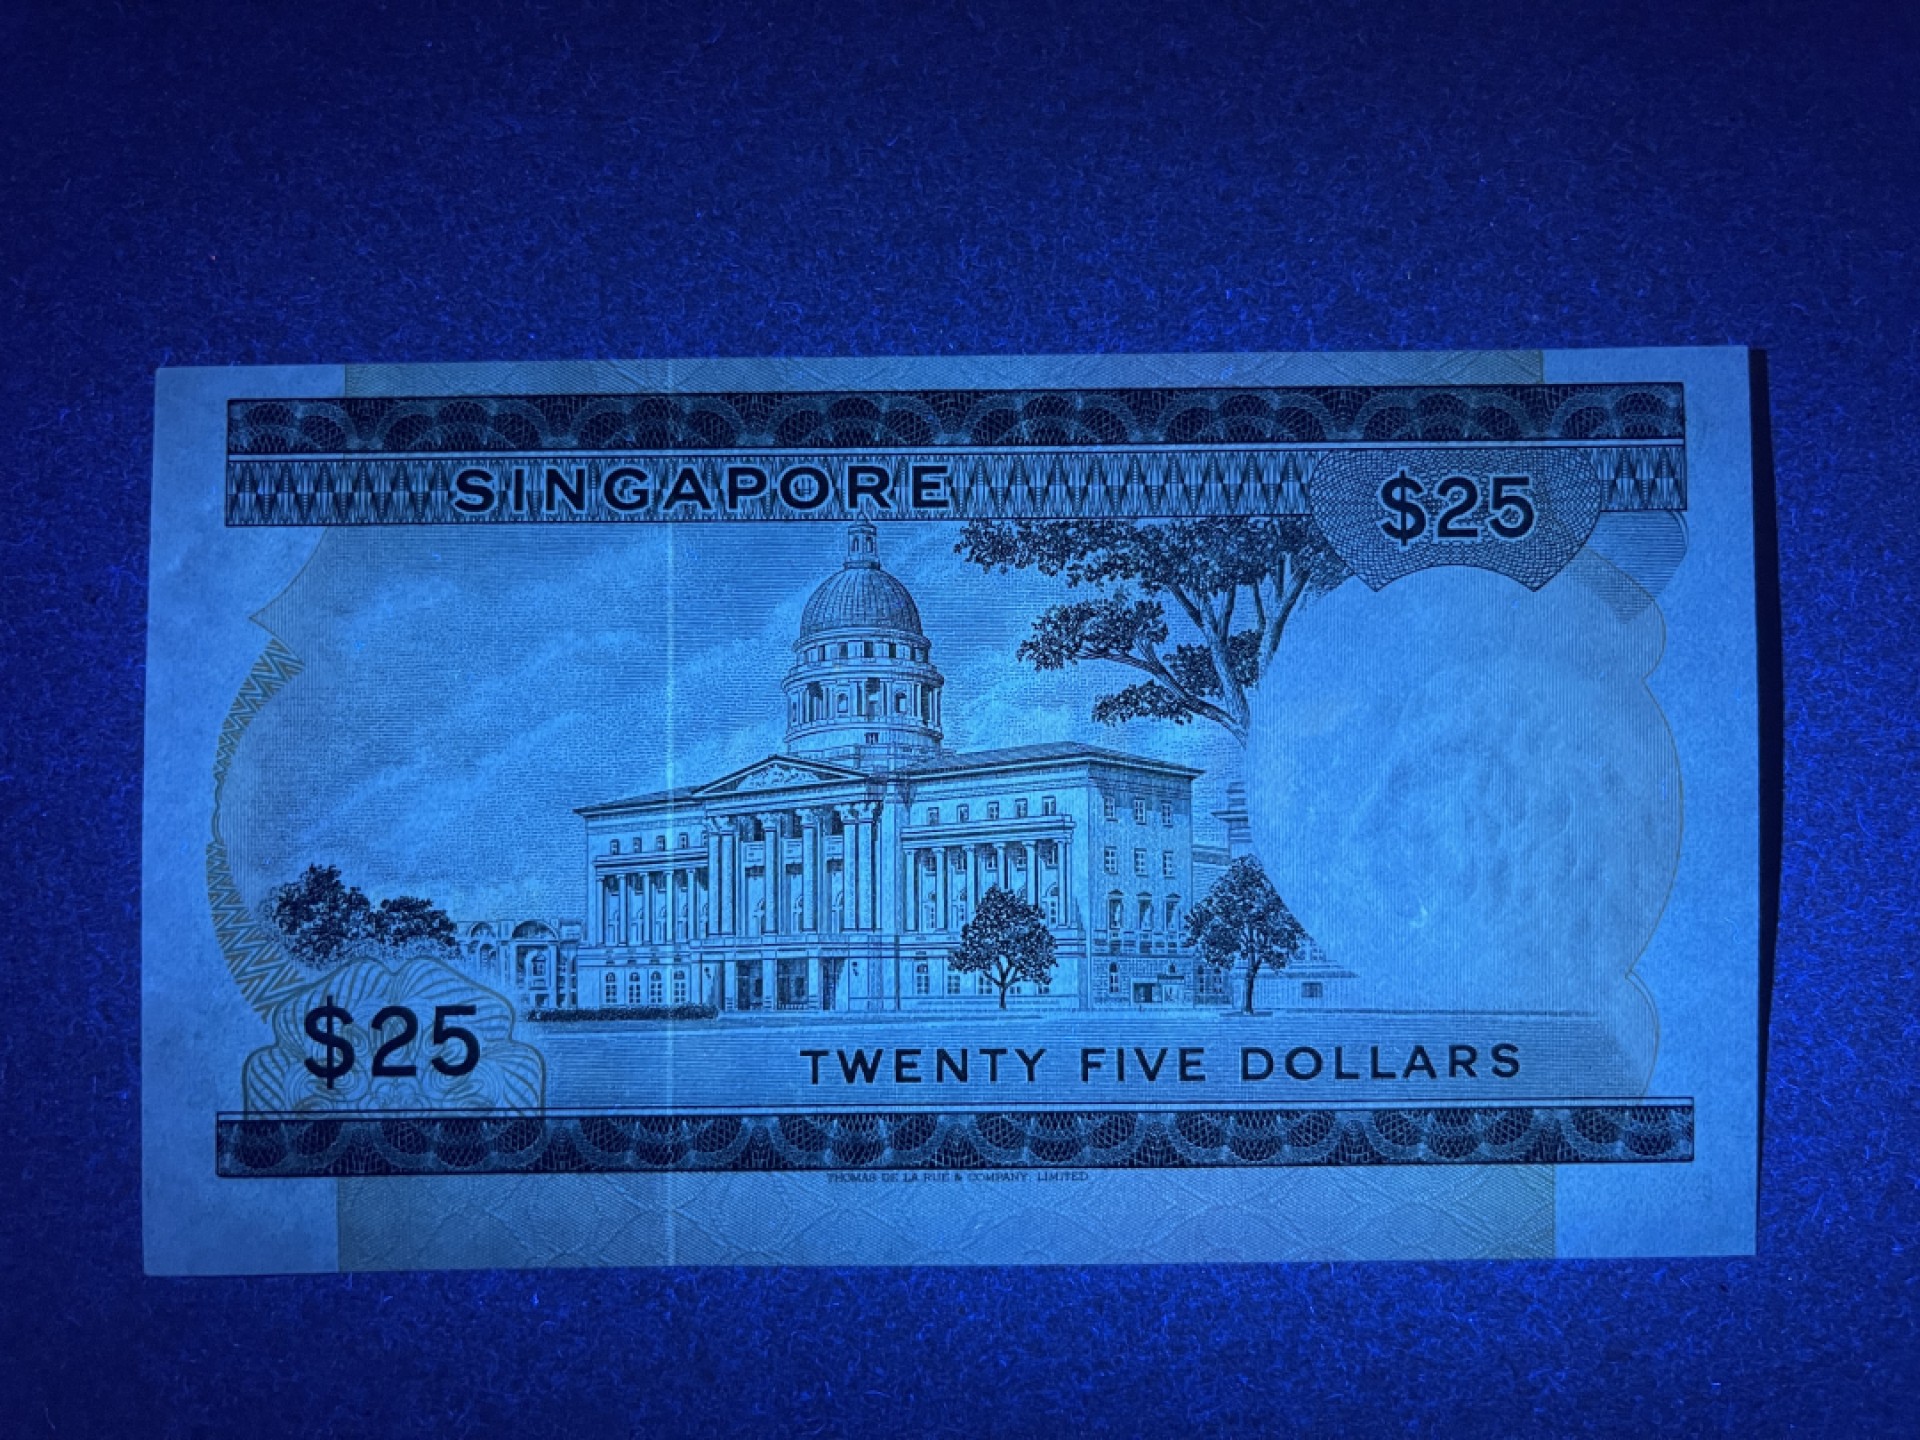 SINGAPORE
$25
$25
TWENTY FIVE DOLLARS
THOMAS DE LA RUE & COMPANY, LIMITED